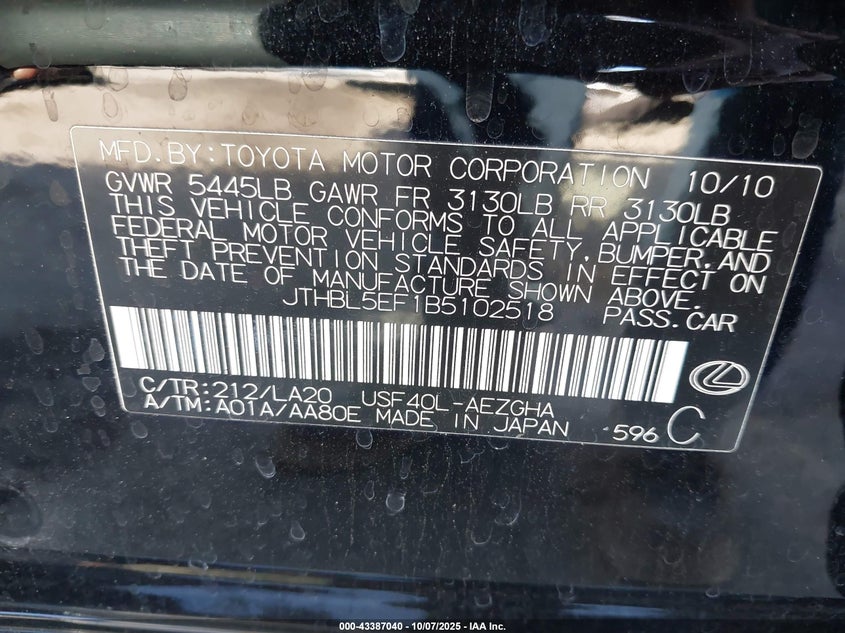 MFD.BY:TOYOTA MOTOR CORPORATION 10/10
GVWR 5445LB GAWR FR 3130LB RR 3130LB
THIS VEHICLE CONFORMS TO ALL APPLICABLE
FEDERAL MOTOR VEHICLE SAFETY,BUMPER,AND
THEFT PREVENTION STANDARDS IN EFFECT ON
THE DATE OF MANUFACTURE SHOWN ABOVE.
JTHBL5EF1B5102518 PASS.CAR
C/TR:212/LA20 USF40L-AEZGHA
A/TM:A01A/AA80E MADE IN JAPAN 596 C
000-43387040 - 10/07/2025 - IAA Inc.